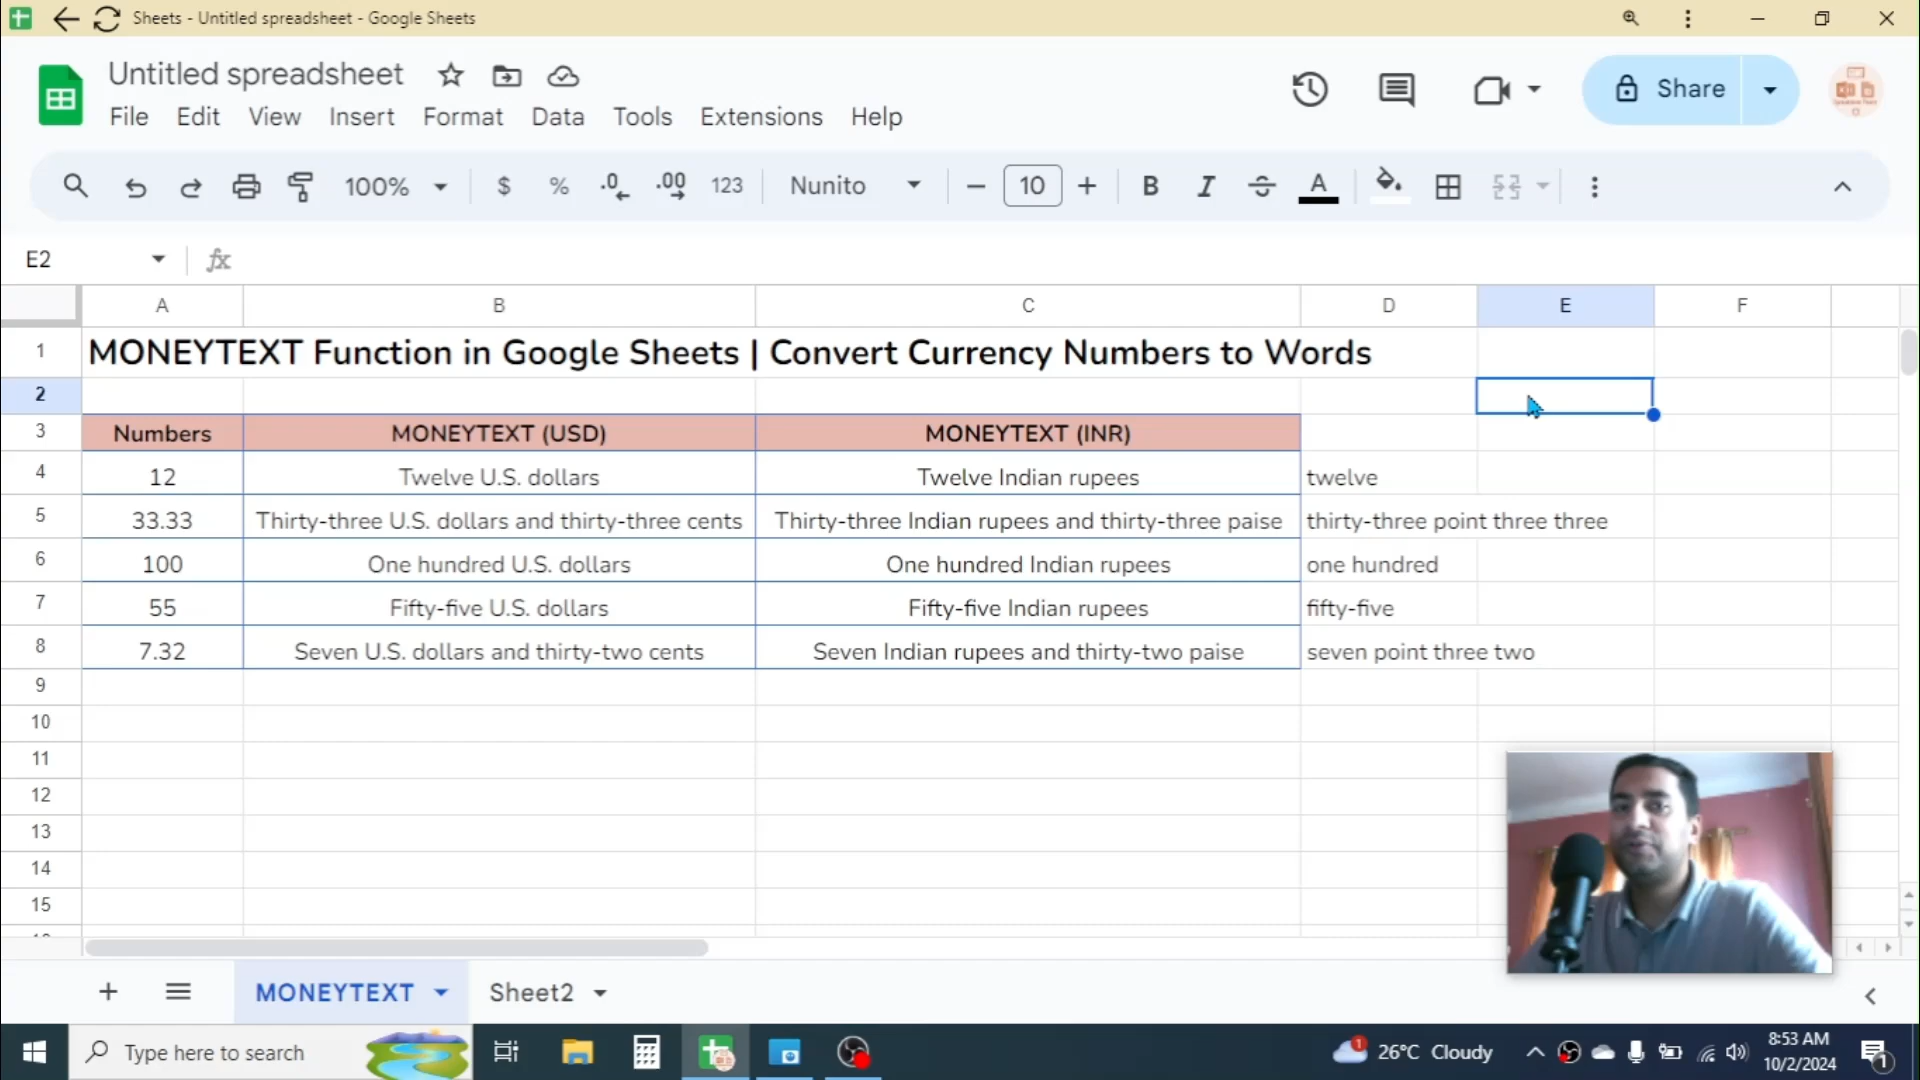 Sheets - Untitled spreadsheet - Google Sheets
Untitled spreadsheet
File Edit View Insert Format Data Tools Extensions Help
Share
100% $ % .0 .00 123 Nunito 10 B I A
E2 fx
A B C D E F
1 MONEYTEXT Function in Google Sheets | Convert Currency Numbers to Words
2
3 Numbers MONEYTEXT (USD) MONEYTEXT (INR)
4 12 Twelve U.S. dollars Twelve Indian rupees twelve
5 33.33 Thirty-three U.S. dollars and thirty-three cents Thirty-three Indian rupees and thirty-three paise thirty-three point three three
6 100 One hundred U.S. dollars One hundred Indian rupees one hundred
7 55 Fifty-five U.S. dollars Fifty-five Indian rupees fifty-five
8 7.32 Seven U.S. dollars and thirty-two cents Seven Indian rupees and thirty-two paise seven point three two
9
10
11
12
13
14
15
MONEYTEXT Sheet2
Type here to search
1 26°C Cloudy
8:53 AM
10/2/2024
1